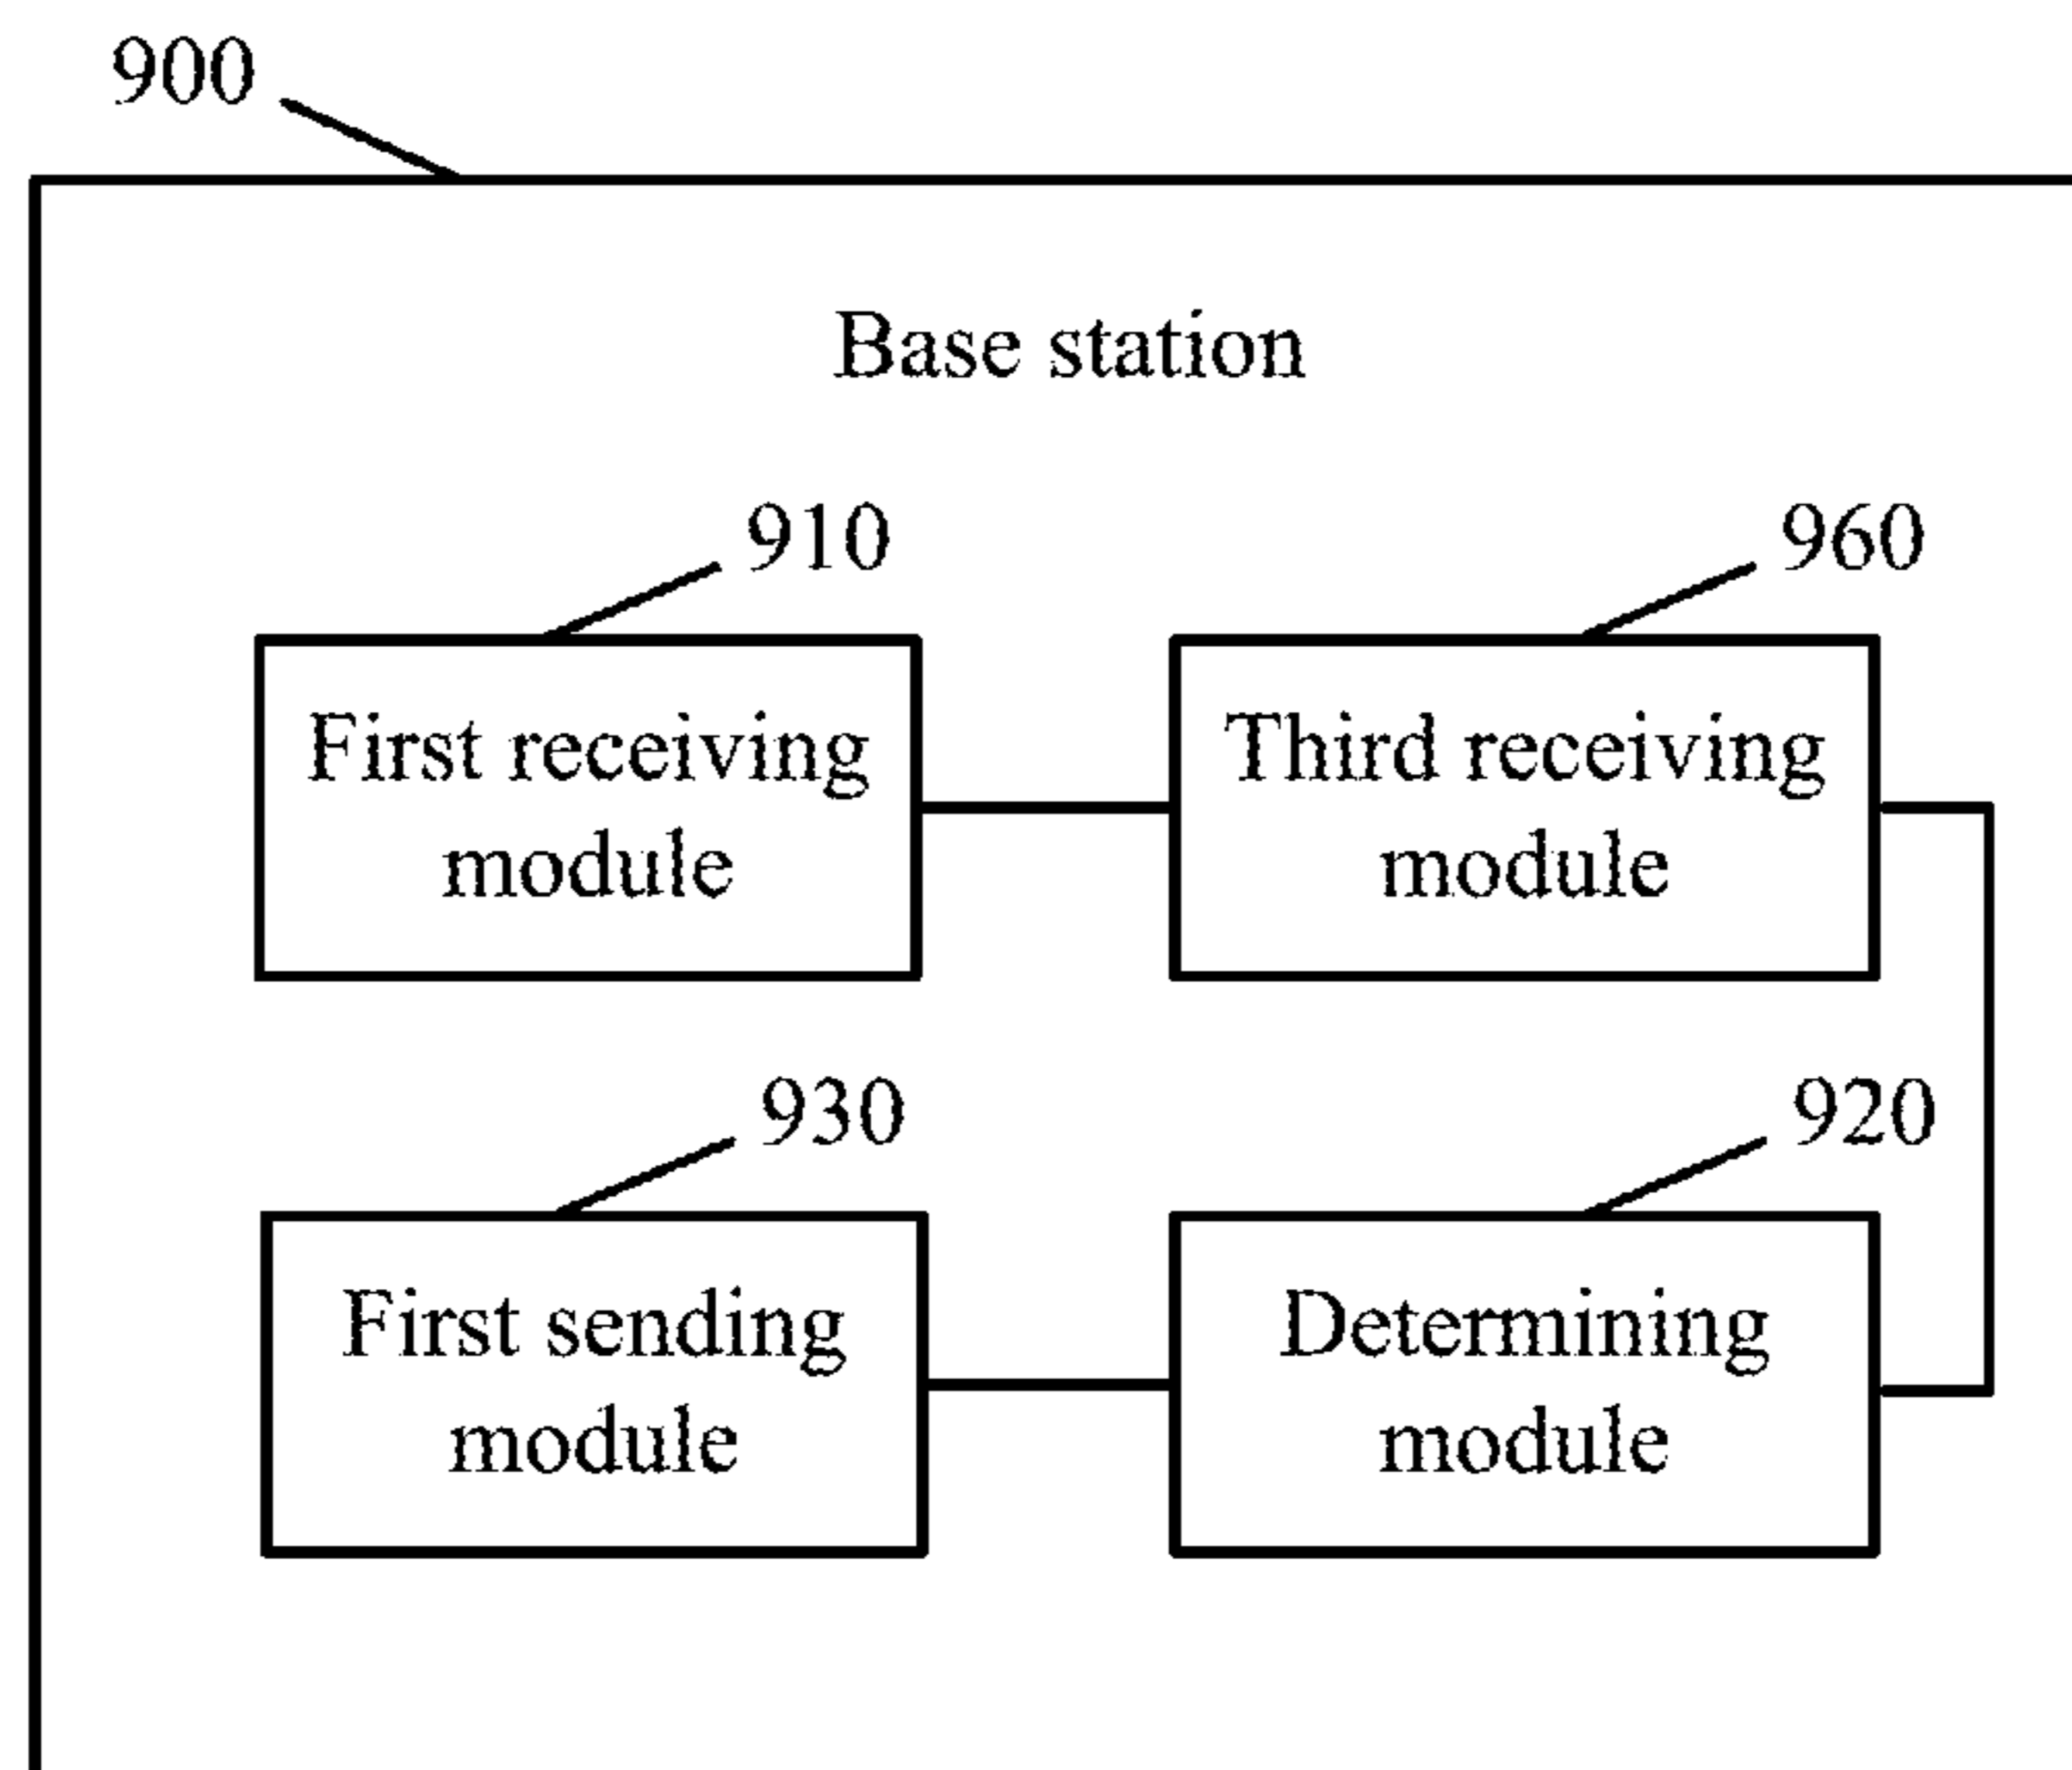 900
Base station
910
960
First receiving
module
Third receiving
module
930
920
First sending
module
Determining
module